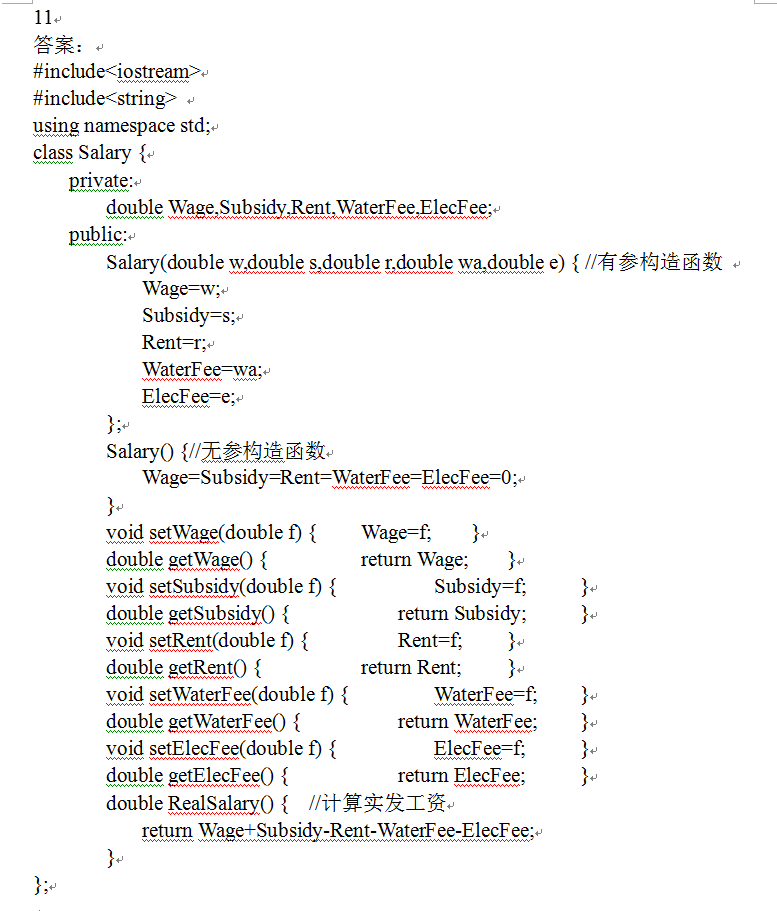 11
答案：
#include<iostream>
#include<string>
using namespace std;
class Salary {
private:
double Wage,Subsidy,Rent,WaterFee,ElecFee;
public:
Salary(double w,double s,double r,double wa,double e) { //有参构造函数
Wage=w;
Subsidy=s;
Rent=r;
WaterFee=wa;
ElecFee=e;
};
Salary() {//无参构造函数
Wage=Subsidy=Rent=WaterFee=ElecFee=0;
}
void setWage(double f) { Wage=f; }
double getWage() { return Wage; }
void setSubsidy(double f) { Subsidy=f; }
double getSubsidy() { return Subsidy; }
void setRent(double f) { Rent=f; }
double getRent() { return Rent; }
void setWaterFee(double f) { WaterFee=f; }
double getWaterFee() { return WaterFee; }
void setElecFee(double f) { ElecFee=f; }
double getElecFee() { return ElecFee; }
double RealSalary() { //计算实发工资
return Wage+Subsidy-Rent-WaterFee-ElecFee;
}
};